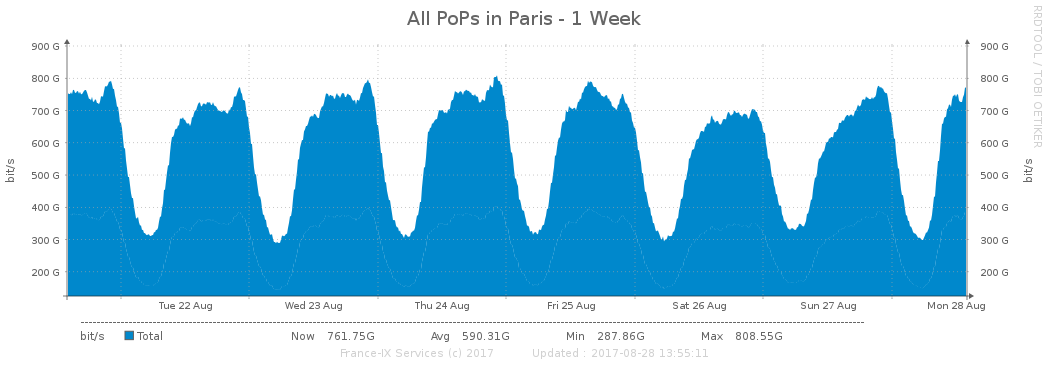 All PoPs in Paris - 1 Week
RRDTOOL / TOBI OETIKER
bit/s
900 G
800 G
700 G
600 G
500 G
400 G
300 G
200 G
900 G
800 G
700 G
600 G
500 G
400 G
300 G
200 G
bit/s
Tue 22 Aug Wed 23 Aug Thu 24 Aug Fri 25 Aug Sat 26 Aug Sun 27 Aug Mon 28 Aug
bit/s Total Now 761.75G Avg 590.31G Min 287.86G Max 808.55G
France-IX Services (c) 2017 Updated : 2017-08-28 13:55:11